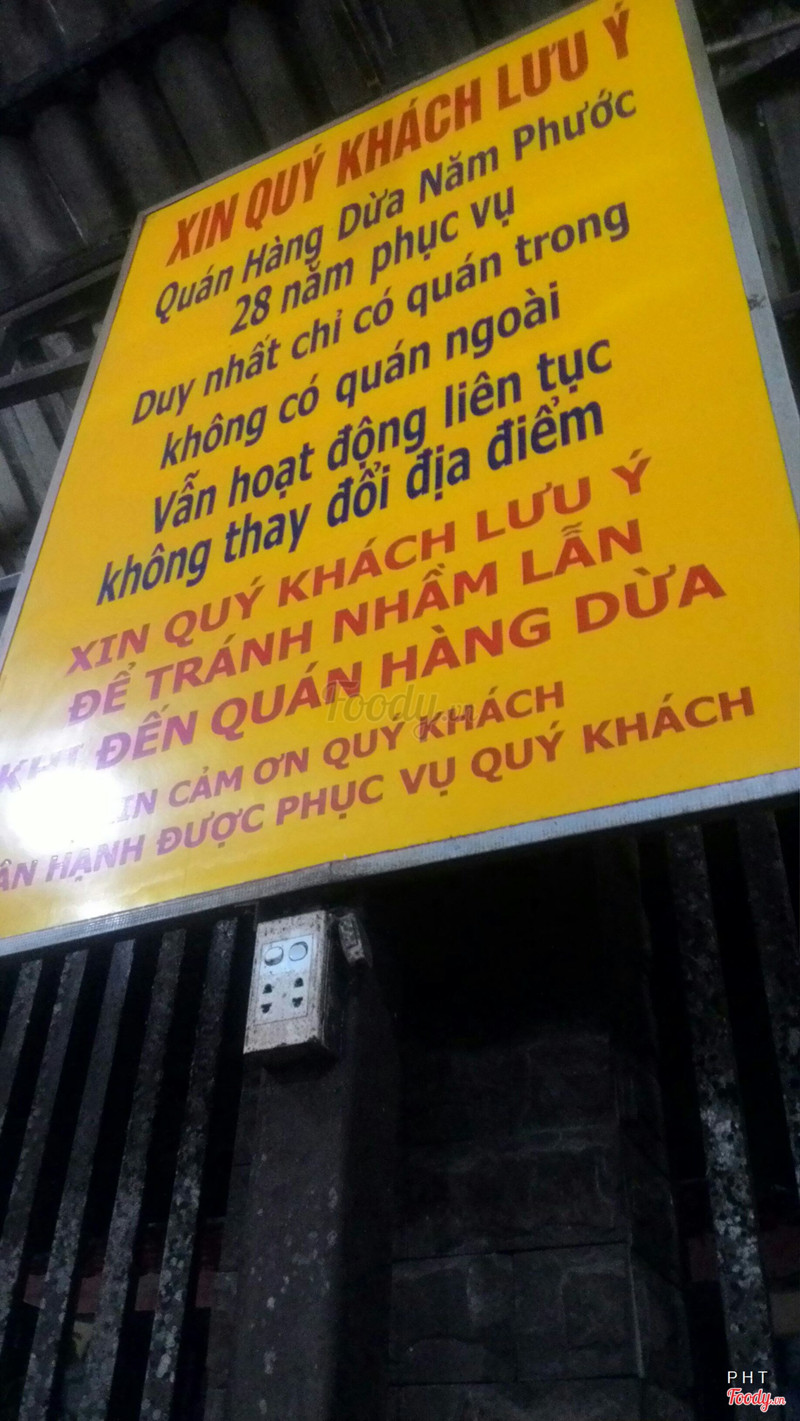 XIN QUÝ KHÁCH LƯU Ý
Quán Hàng Dừa Năm Phước
28 năm phục vụ
Duy nhất chỉ có quán trong
không có quán ngoài
Vẫn hoạt động liên tục
không thay đổi địa điểm
XIN QUÝ KHÁCH LƯU Ý
ĐỂ TRÁNH NHẦM LẪN
KHI ĐẾN QUÁN HÀNG DỪA
XIN CẢM ƠN QUÝ KHÁCH
HẠNH ĐƯỢC PHỤC VỤ QUÝ KHÁCH
Foody.vn
PHT
Foody.vn